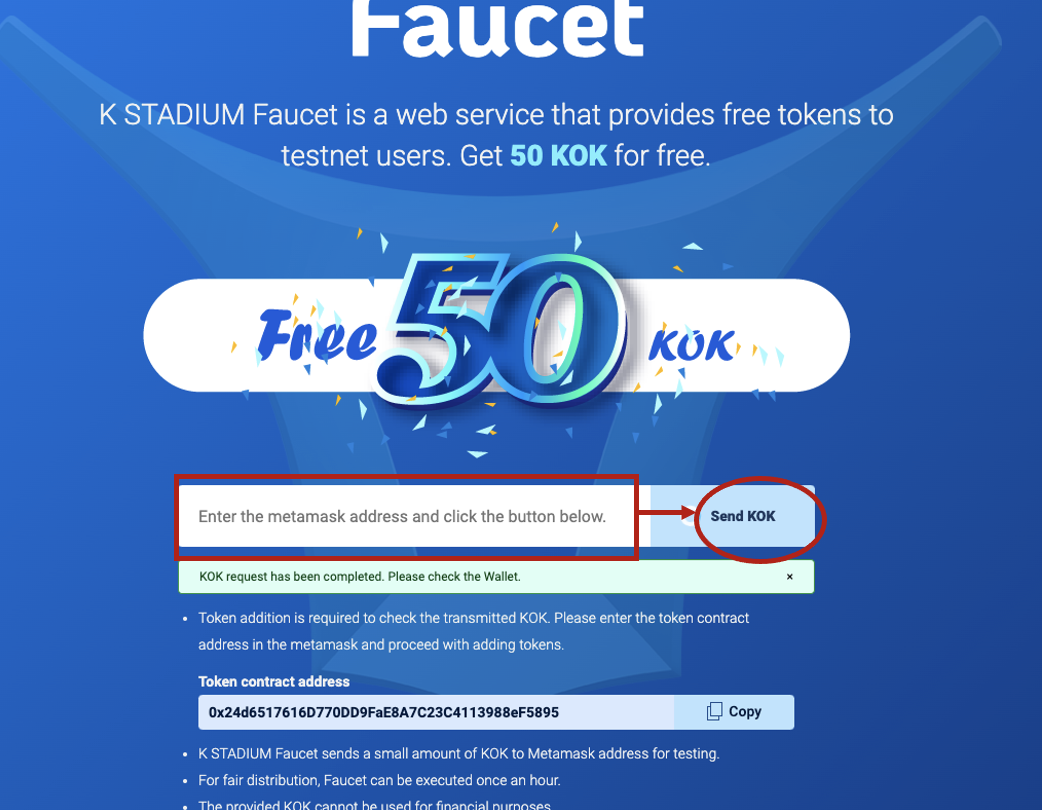 Faucet
K STADIUM Faucet is a web service that provides free tokens to
testnet users. Get 50 KOK for free.
Free 50 KOK
Enter the metamask address and click the button below.
Send KOK
KOK request has been completed. Please check the Wallet.
×
• Token addition is required to check the transmitted KOK. Please enter the token contract
address in the metamask and proceed with adding tokens.
Token contract address
0x24d6517616D770DD9FaE8A7C23C4113988eF5895
Copy
• K STADIUM Faucet sends a small amount of KOK to Metamask address for testing.
• For fair distribution, Faucet can be executed once an hour.
• The provided KOK cannot be used for financial purposes